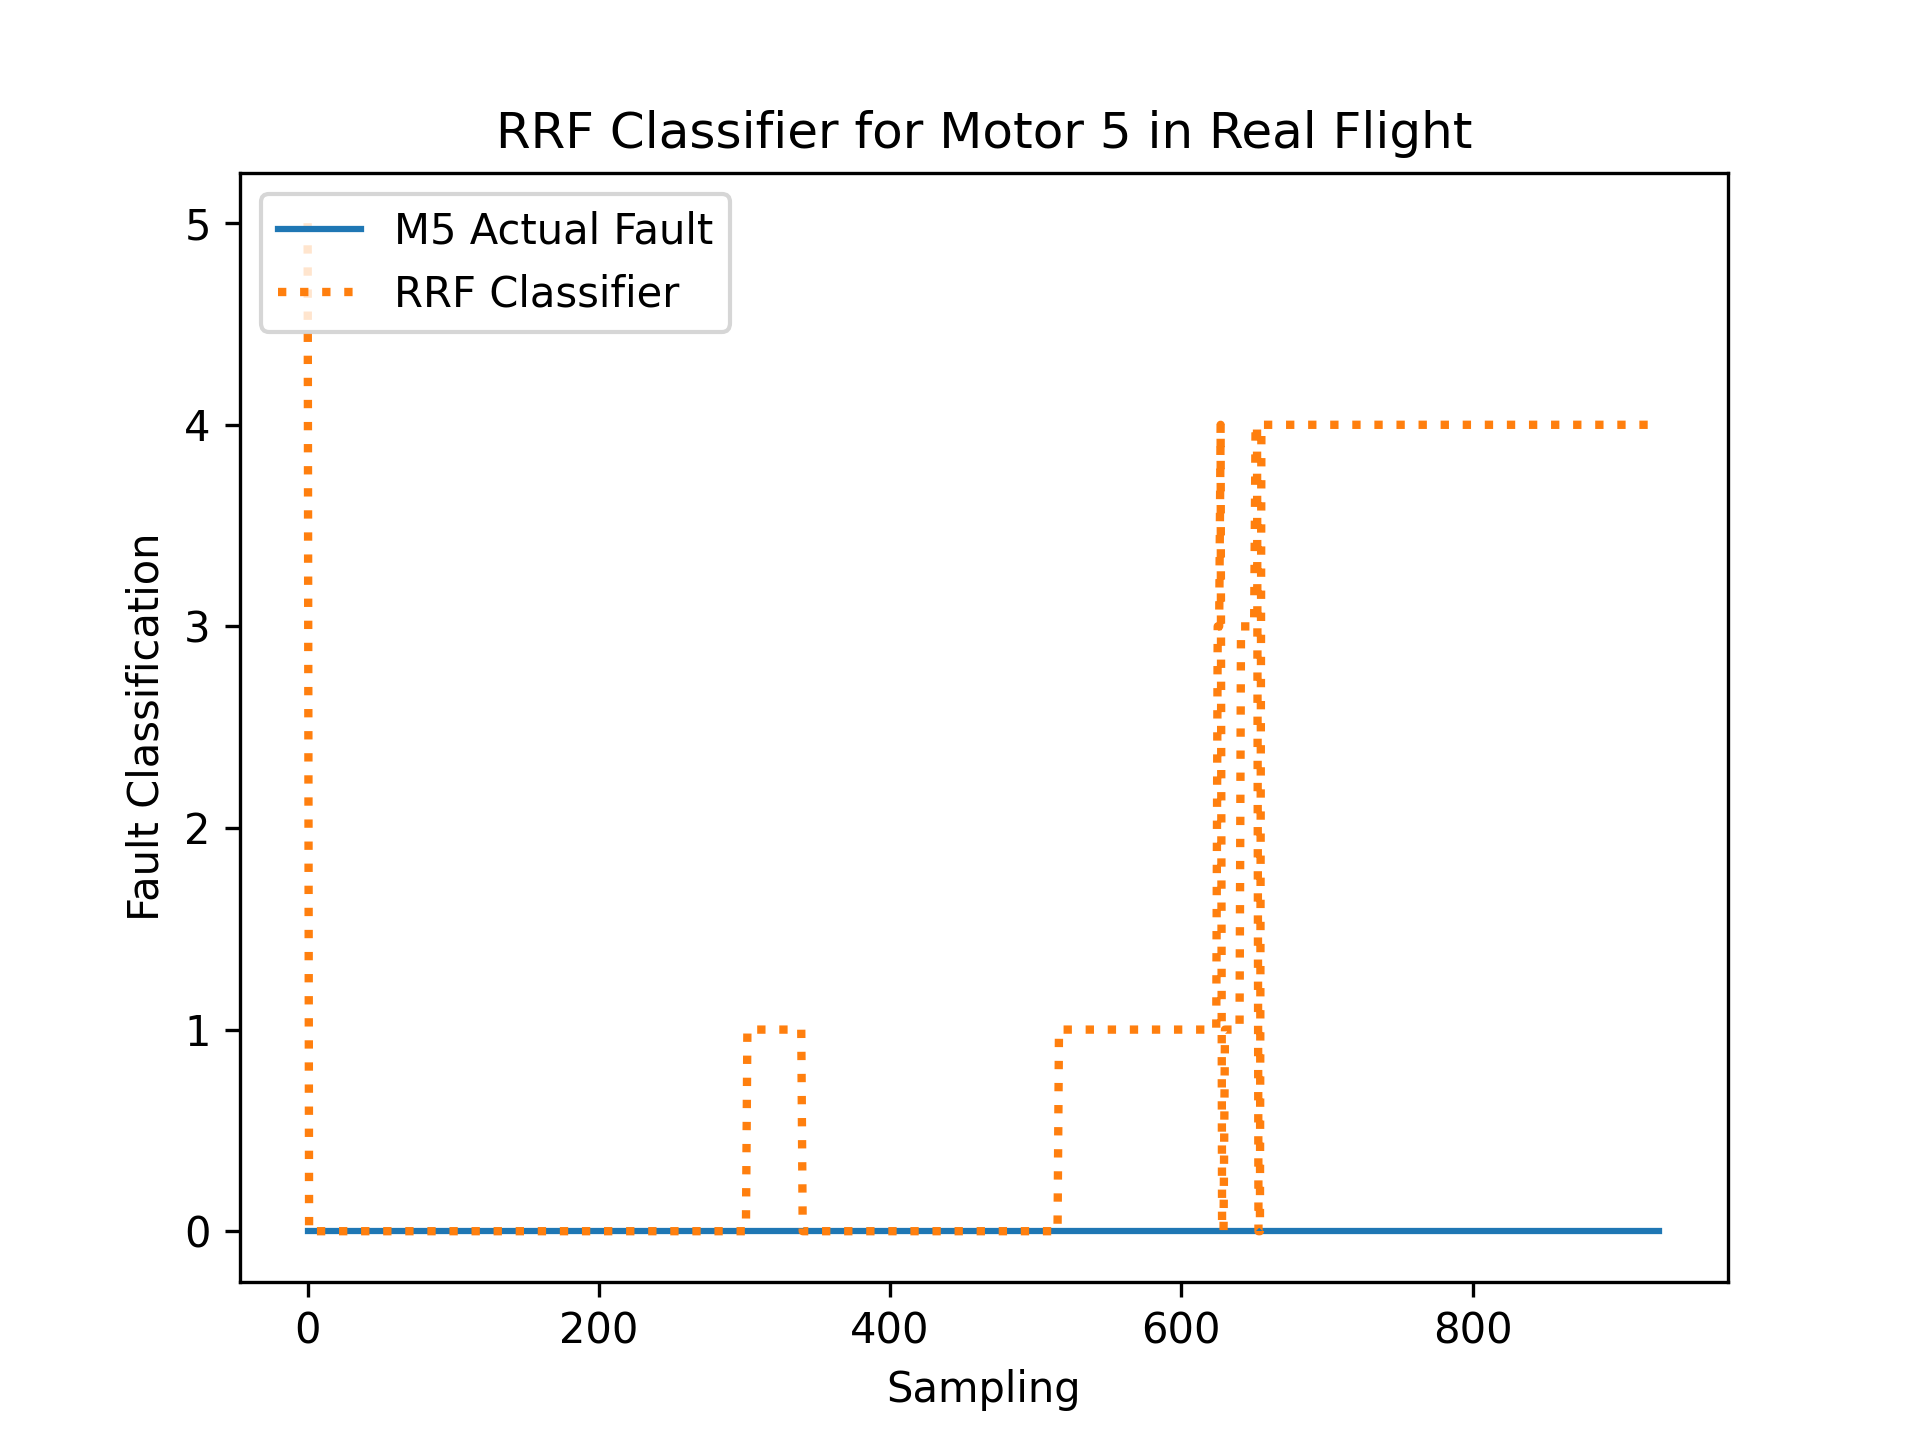 RRF Classifier for Motor 5 in Real Flight
M5 Actual Fault
RRF Classifier
Fault Classification
5
4
3
2
1
0
0 200 400 600 800
Sampling